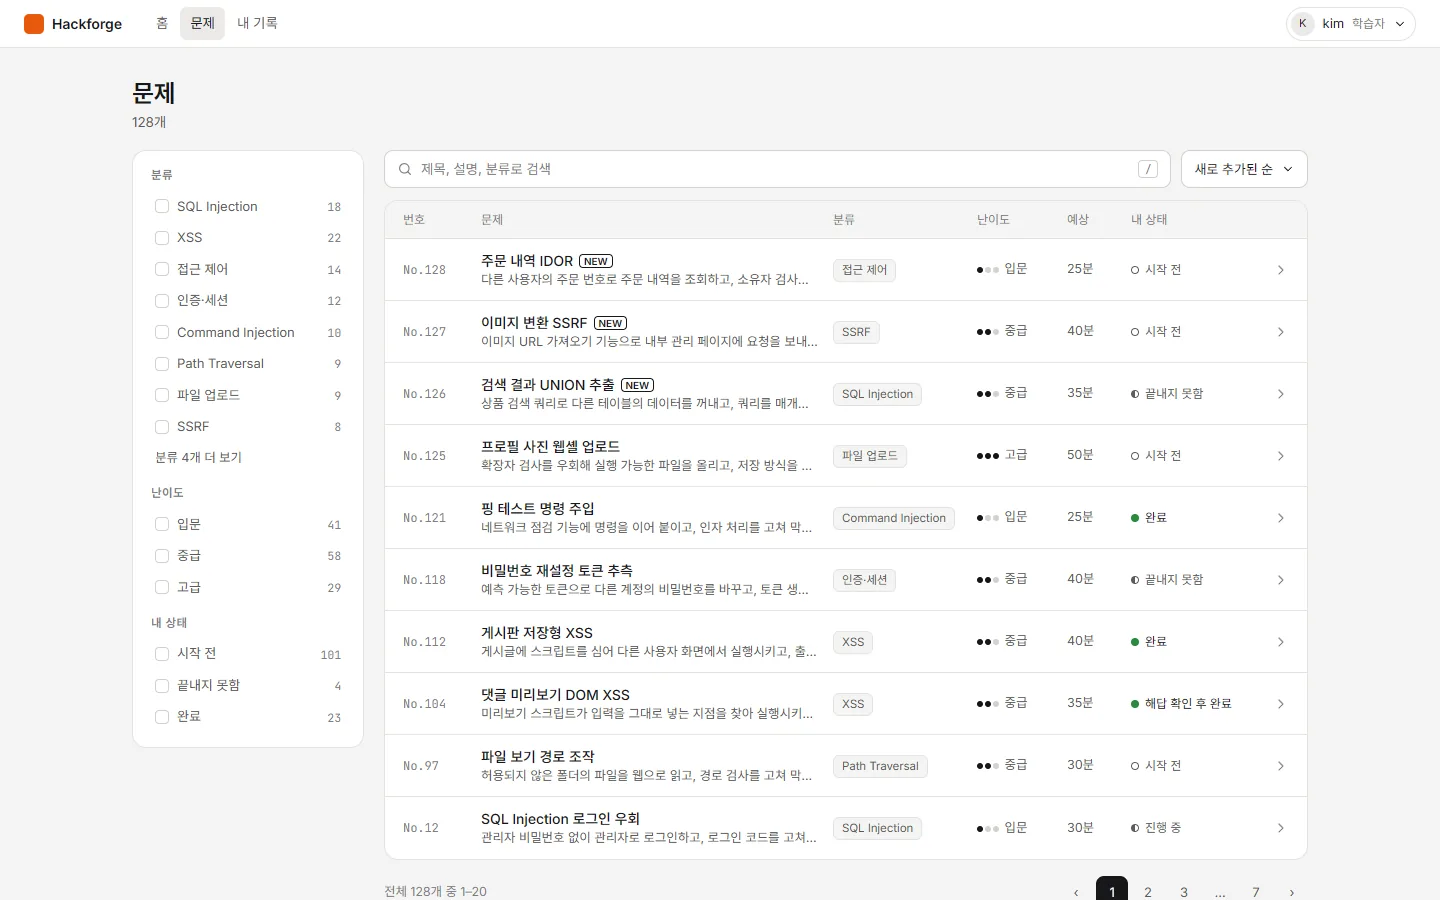 Hackforge 홈 문제 내 기록 K kim 학습자
문제
128개
분류
SQL Injection 18
XSS 22
접근 제어 14
인증·세션 12
Command Injection 10
Path Traversal 9
파일 업로드 9
SSRF 8
분류 4개 더 보기
난이도
입문 41
중급 58
고급 29
내 상태
시작 전 101
끝내지 못함 4
완료 23
제목, 설명, 분류로 검색 /
새로 추가된 순
번호 문제 분류 난이도 예상 내 상태
No.128 주문 내역 IDOR NEW 접근 제어 입문 25분 시작 전
다른 사용자의 주문 번호로 주문 내역을 조회하고, 소유자 검사...
No.127 이미지 변환 SSRF NEW SSRF 중급 40분 시작 전
이미지 URL 가져오기 기능으로 내부 관리 페이지에 요청을 보내...
No.126 검색 결과 UNION 추출 NEW SQL Injection 중급 35분 끝내지 못함
상품 검색 쿼리로 다른 테이블의 데이터를 꺼내고, 쿼리를 매개...
No.125 프로필 사진 웹셸 업로드 파일 업로드 고급 50분 시작 전
확장자 검사를 우회해 실행 가능한 파일을 올리고, 저장 방식을 ...
No.121 핑 테스트 명령 주입 Command Injection 입문 25분 완료
네트워크 점검 기능에 명령을 이어 붙이고, 인자 처리를 고쳐 막...
No.118 비밀번호 재설정 토큰 추측 인증·세션 중급 40분 끝내지 못함
예측 가능한 토큰으로 다른 계정의 비밀번호를 바꾸고, 토큰 생...
No.112 게시판 저장형 XSS XSS 중급 40분 완료
게시글에 스크립트를 심어 다른 사용자 화면에서 실행시키고, 출...
No.104 댓글 미리보기 DOM XSS XSS 중급 35분 해답 확인 후 완료
미리보기 스크립트가 입력을 그대로 넣는 지점을 찾아 실행시키...
No.97 파일 보기 경로 조작 Path Traversal 중급 30분 시작 전
허용되지 않은 폴더의 파일을 웹으로 읽고, 경로 검사를 고쳐 막...
No.12 SQL Injection 로그인 우회 SQL Injection 입문 30분 진행 중
관리자 비밀번호 없이 관리자로 로그인하고, 로그인 코드를 고쳐...
전체 128개 중 1–20 ‹ 1 2 3 ... 7 ›